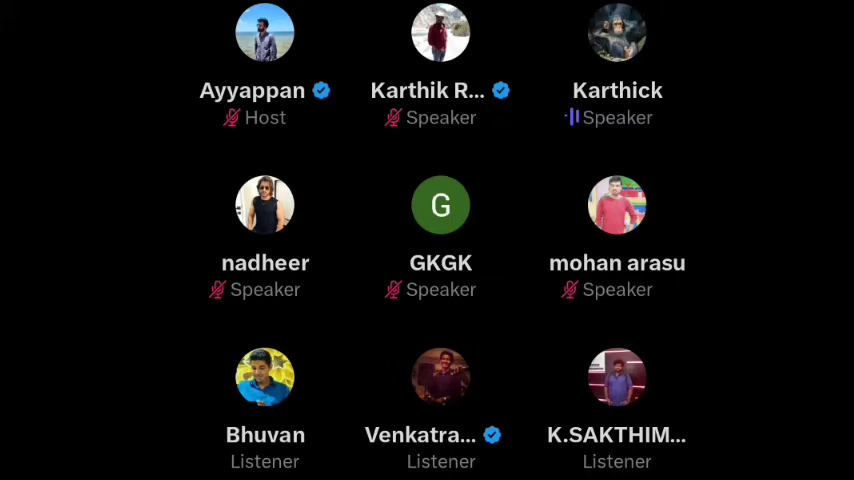 Ayyappan Karthik R... Karthick
Host Speaker Speaker
G
nadheer GKGK mohan arasu
Speaker Speaker Speaker
Bhuvan Venkatra... K.SAKTHIM...
Listener Listener Listener